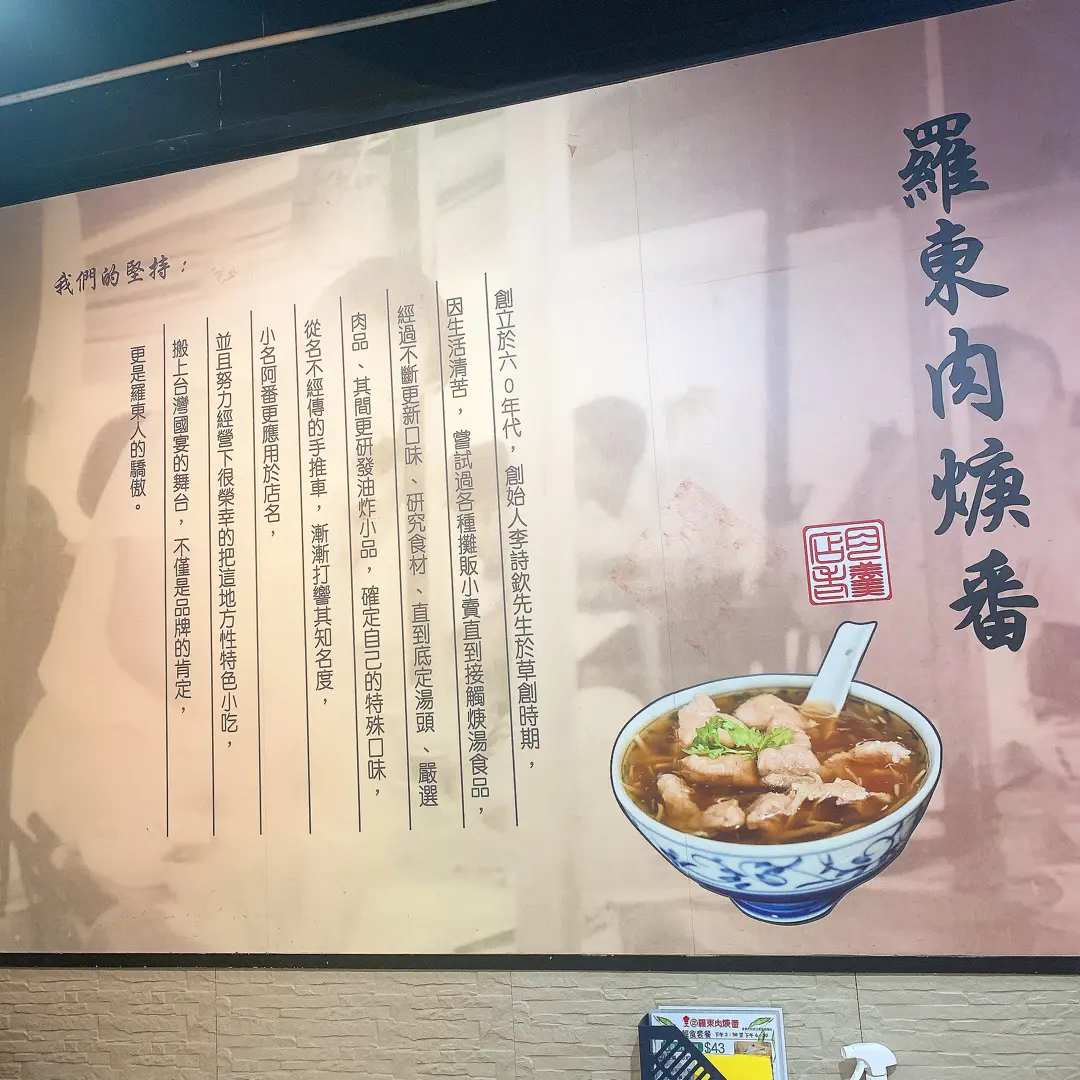 羅東肉焿番
肉羹
店李
我們的堅持：
創立於六０年代，創始人李詩欽先生於草創時期，
因生活清苦，嘗試過各種攤販小賣直到接觸焿湯食品，
經過不斷更新口味、研究食材、直到底定湯頭、嚴選
肉品、其間更研發油炸小品，確定自己的特殊口味，
從名不經傳的手推車，漸漸打響其知名度，
小名阿番更應用於店名，
並且努力經營下很榮幸的把這地方性特色小吃，
搬上台灣國宴的舞台，不僅是品牌的肯定，
更是羅東人的驕傲。
羅東肉焿番
$43